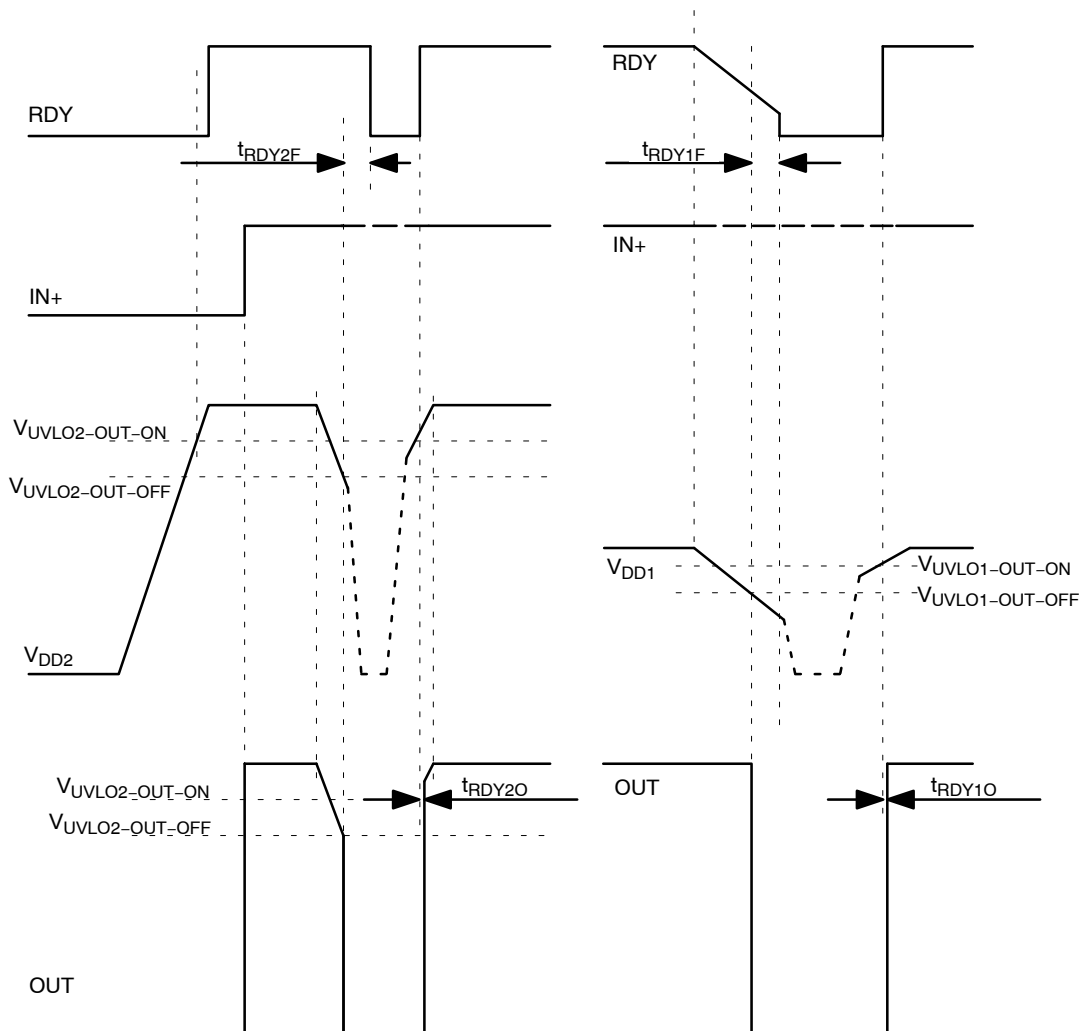 RDY
tRDY2F
IN+
VUVLO2−OUT−ON
VUVLO2−OUT−OFF
VDD2
VUVLO2−OUT−ON
tRDY2O
VUVLO2−OUT−OFF
OUT
RDY
tRDY1F
IN+
VDD1
VUVLO1−OUT−ON
VUVLO1−OUT−OFF
OUT
tRDY1O